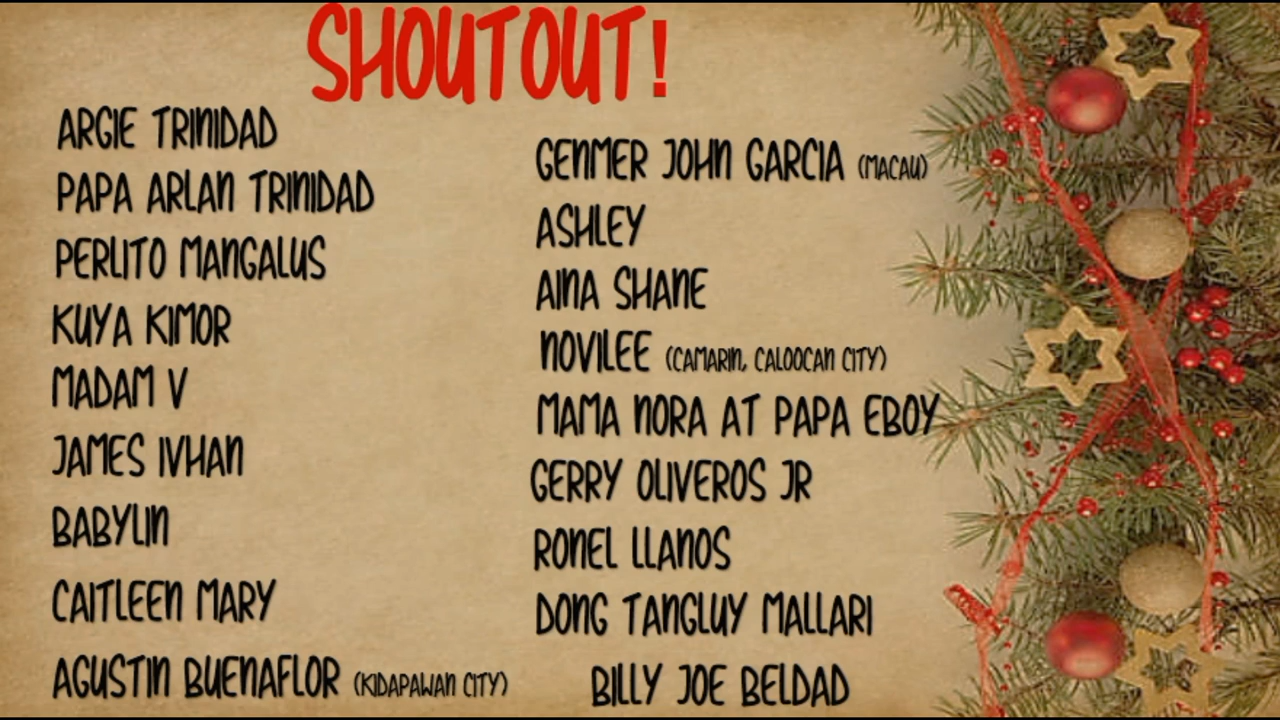 SHOUTOUT!
ARGIE TRINIDAD
PAPA ARLAN TRINIDAD
PERLITO MANGALUS
KUYA KIMOR
MADAM V
JAMES IVHAN
BABYLIN
CAITLEEN MARY
AGUSTIN BUENAFLOR (KIDAPAWAN CITY)
GENMER JOHN GARCIA (MACAU)
ASHLEY
AINA SHANE
NOVILEE (CAMARIN, CALOOCAN CITY)
MAMA NORA AT PAPA EBOY
GERRY OLIVEROS JR
RONEL LLANOS
DONG TANGLUY MALLARI
BILLY JOE BELDAD